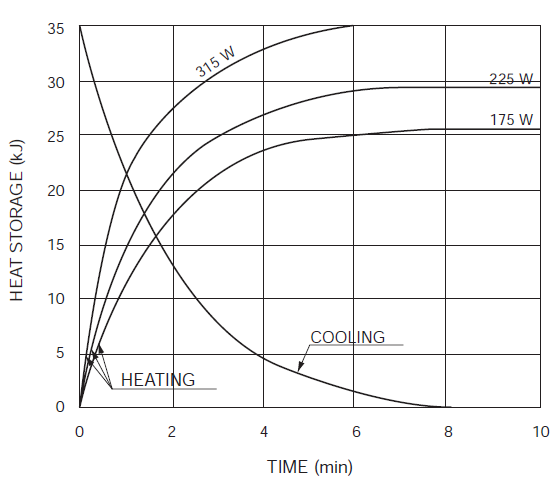 35
30
25
20
15
10
5
0
HEAT STORAGE (kJ)
315 W
225 W
175 W
COOLING
HEATING
0 2 4 6 8 10
TIME (min)